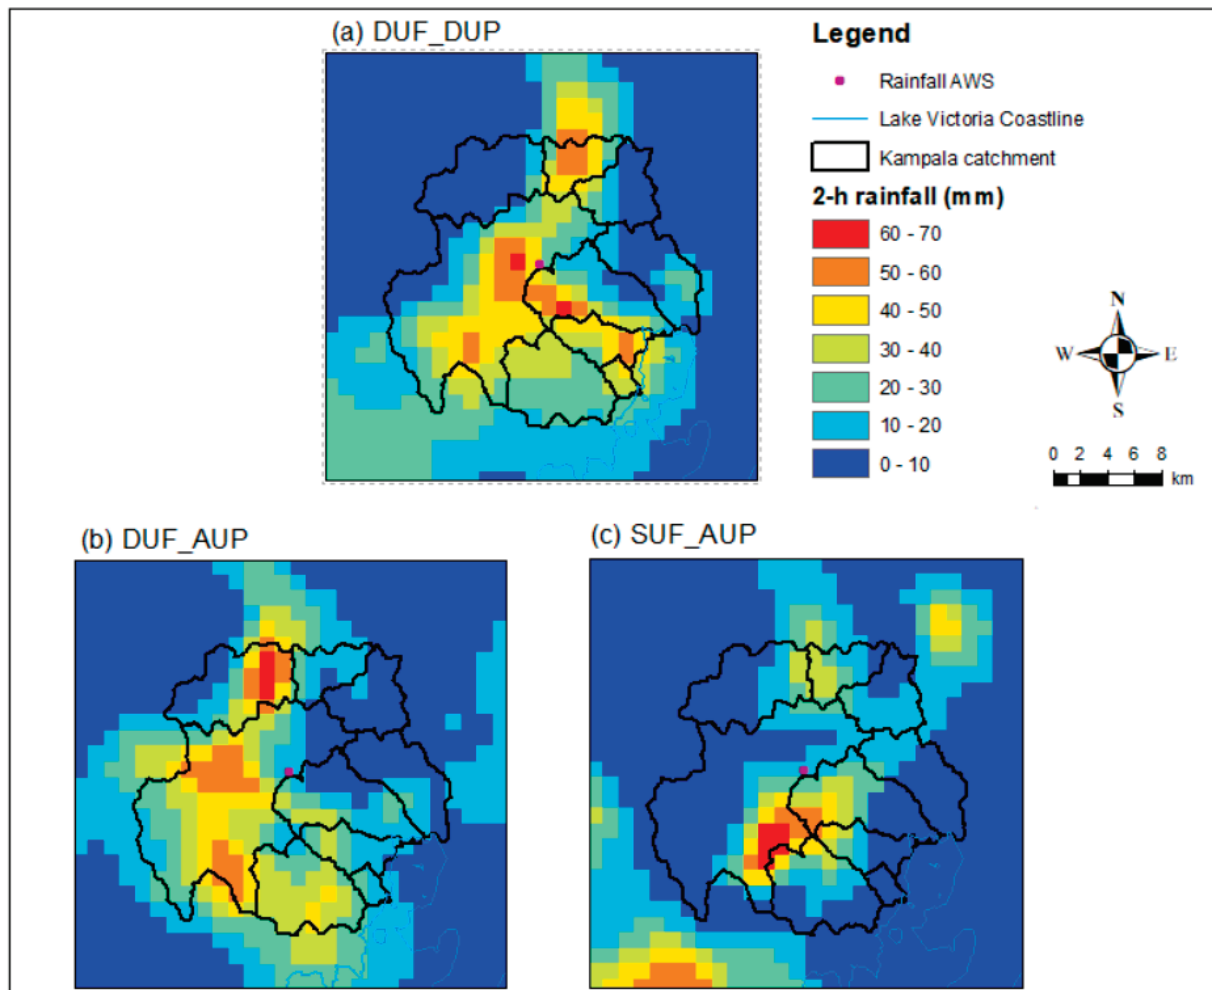 (a) DUF_DUP
Legend
Rainfall AWS
Lake Victoria Coastline
Kampala catchment
2-h rainfall (mm)
60 - 70
50 - 60
40 - 50
30 - 40
20 - 30
10 - 20
0 - 10
N
W E
S
0 2 4 6 8
km
(b) DUF_AUP
(c) SUF_AUP